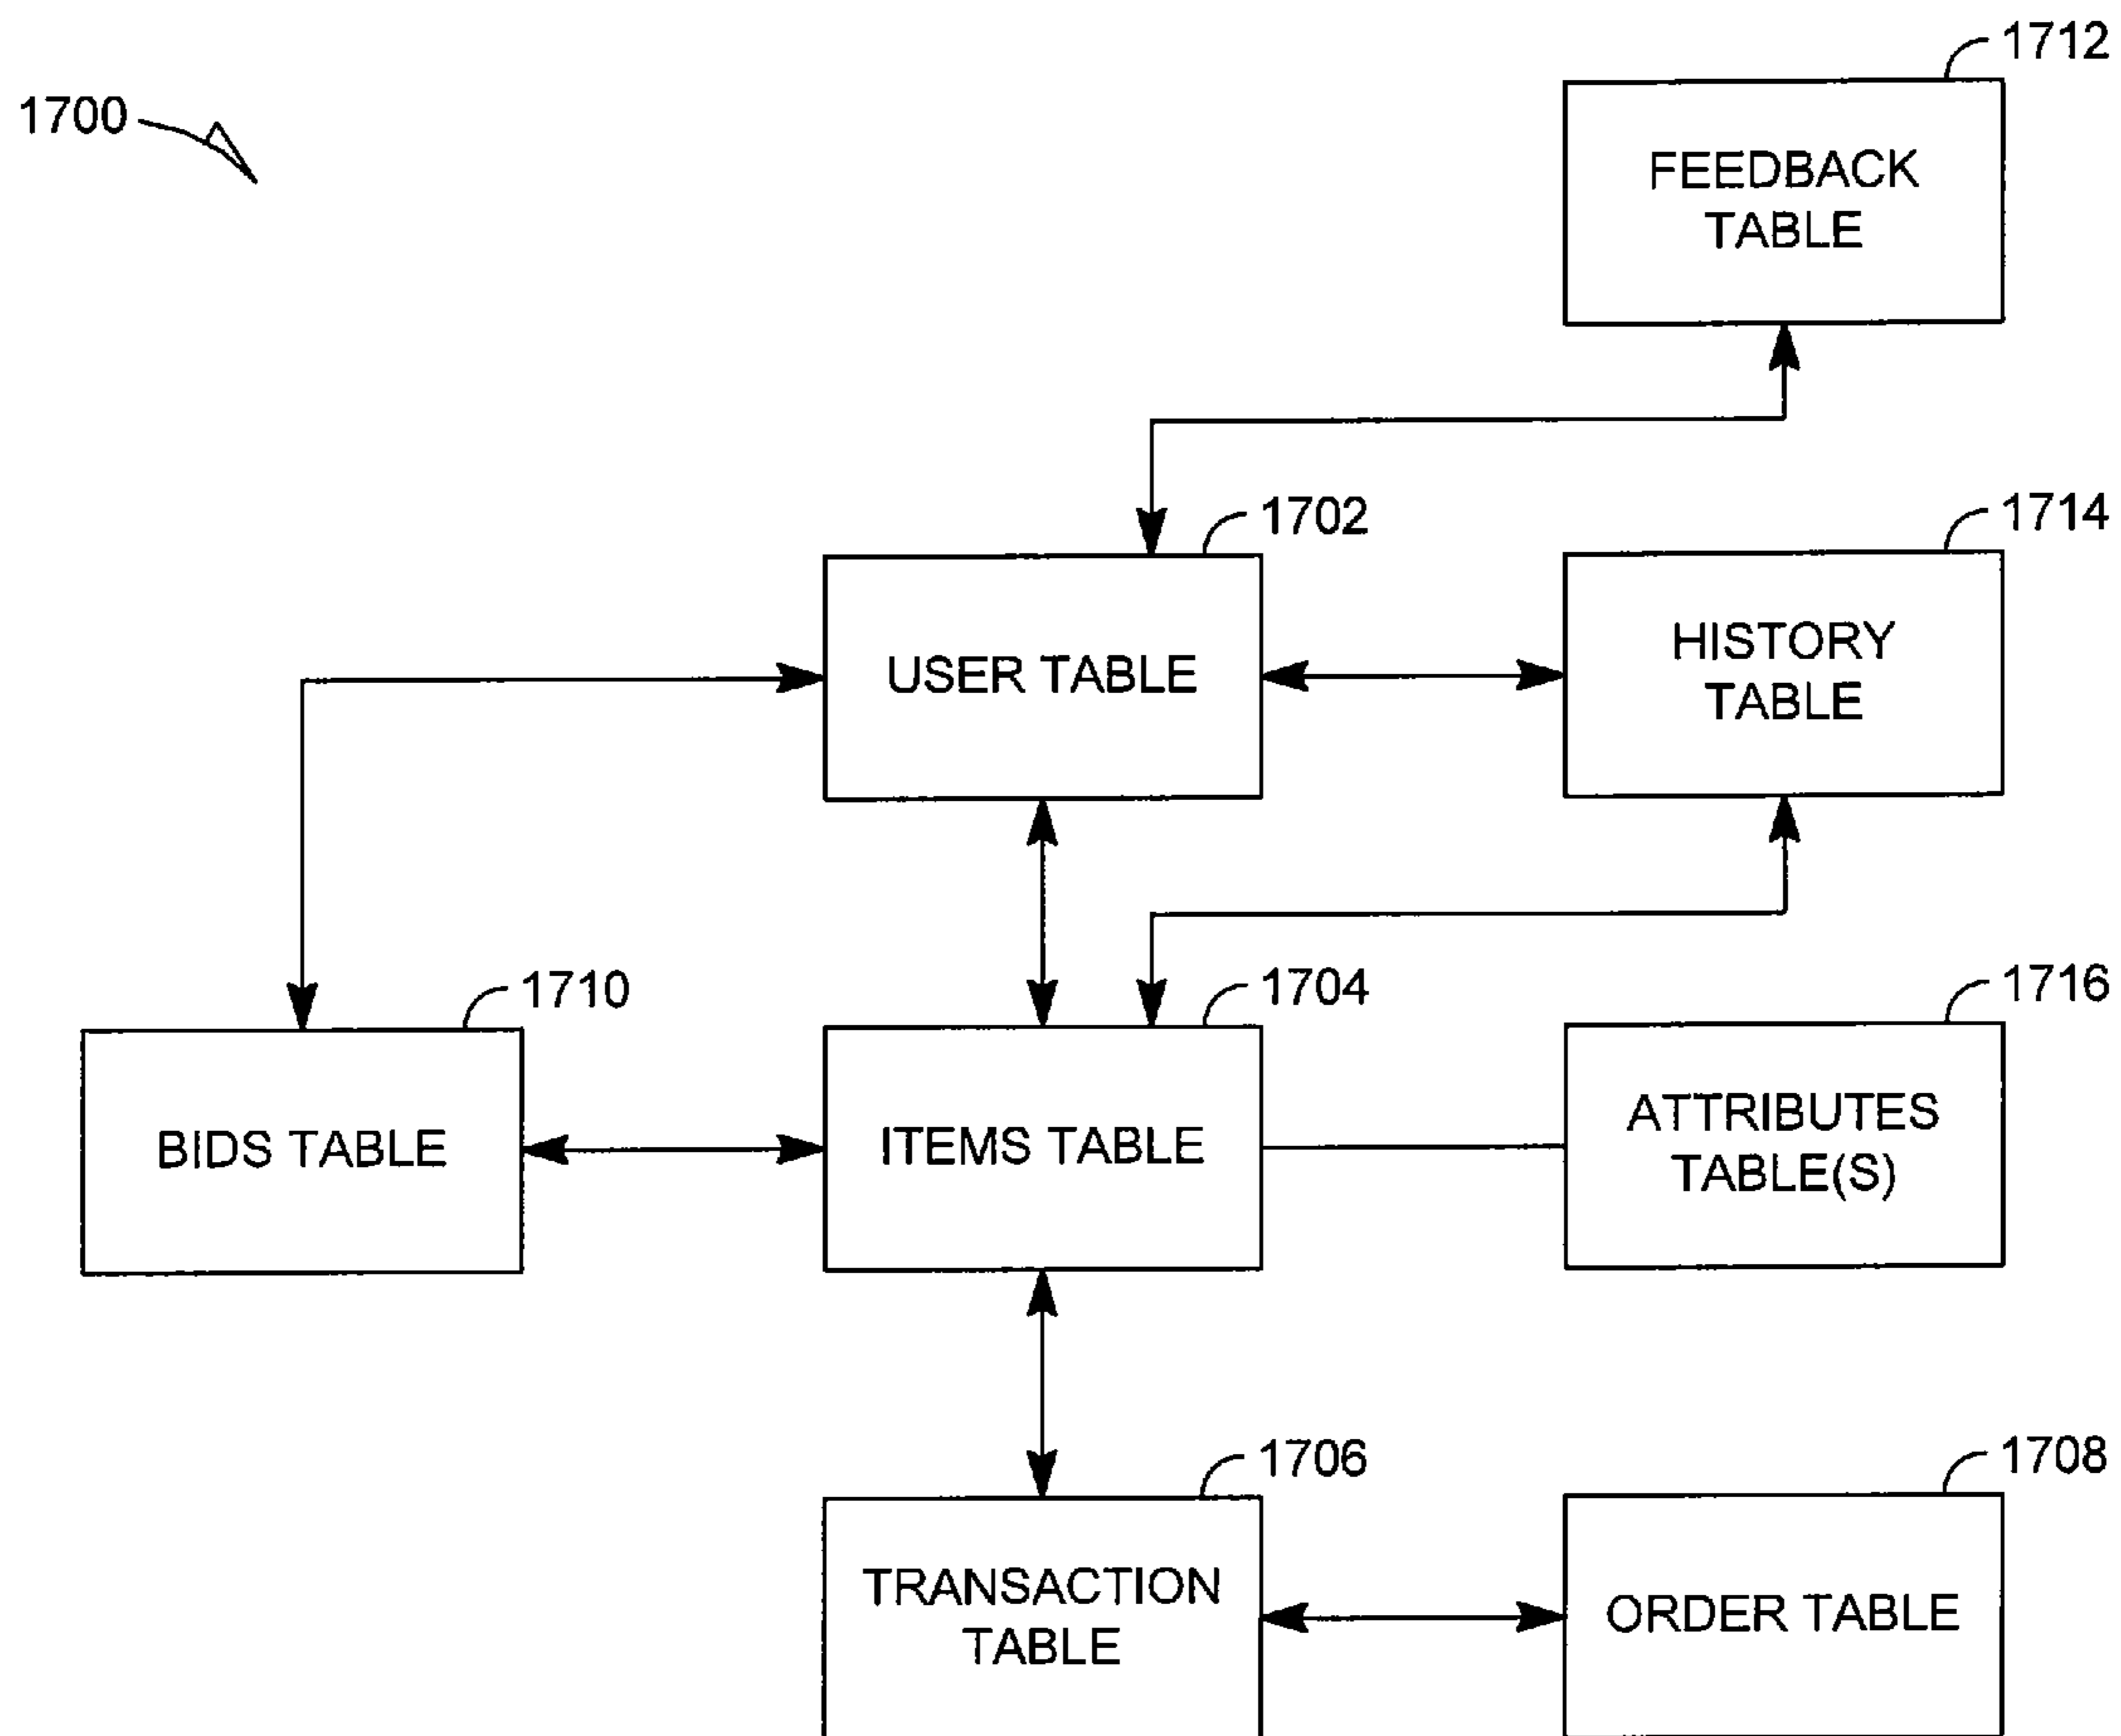 1712
1700
FEEDBACK
TABLE
1702
1714
USER TABLE
HISTORY
TABLE
1710
1704
1716
BIDS TABLE
ITEMS TABLE
ATTRIBUTES
TABLE(S)
1706
1708
TRANSACTION
TABLE
ORDER TABLE